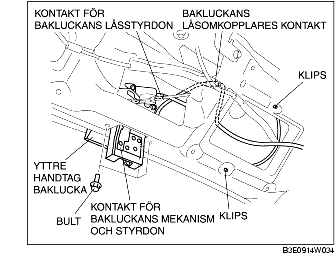 KONTAKT FÖR
BAKLUCKANS LÅSSTYRDON
BAKLUCKANS
LÅSOMKOPPLARES KONTAKT
KLIPS
YTTRE
HANDTAG
BAKLUCKA
BULT
KONTAKT FÖR
BAKLUCKANS MEKANISM
OCH STYRDON
KLIPS
B3E0914W034